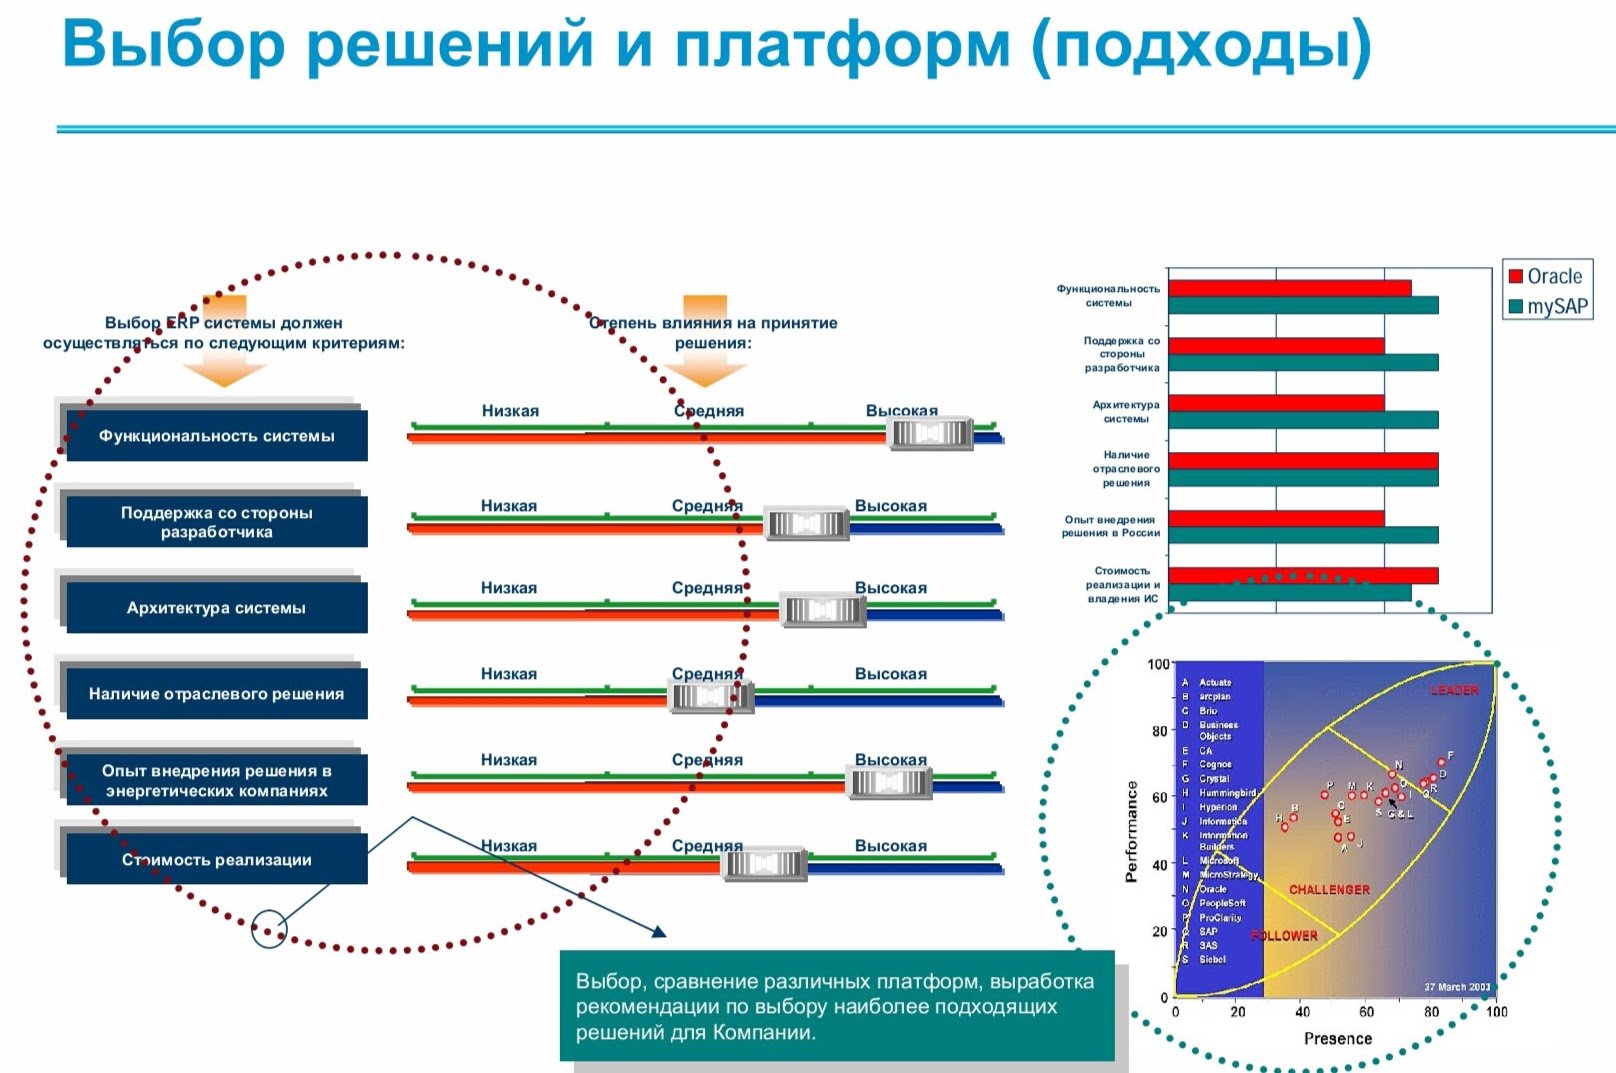 Выбор решений и платформ (подходы)
Выбор ERP системы должен
осуществляться по следующим критериям:
Степень влияния на принятие
решения:
Функциональность системы
Низкая Средняя Высокая
Поддержка со стороны
разработчика
Низкая Средняя Высокая
Архитектура системы
Низкая Средняя Высокая
Наличие отраслевого решения
Низкая Средняя Высокая
Опыт внедрения решения в
энергетических компаниях
Низкая Средняя Высокая
Стоимость реализации
Низкая Средняя Высокая
Выбор, сравнение различных платформ, выработка
рекомендации по выбору наиболее подходящих
решений для Компании.
Oracle
mySAP
Функциональность
системы
Поддержка со
стороны
разработчика
Архитектура
системы
Наличие
отраслевого
решения
Опыт внедрения
решения в России
Стоимость
реализации и
владения ИС
Performance
100
80
60
40
20
0
A Actuate
B arcplan
C Brio
D Business
Objects
E CA
F Cognos
G Crystal
H Hummingbird
I Hyperion
J Informatica
K Information
Builders
L Microsoft
M MicroStrategy
N Oracle
O PeopleSoft
P ProClarity
Q SAP
R SAS
S Siebel
LEADER
CHALLENGER
FOLLOWER
F
N
D
P M K O R
Q
B C S G & L I
H E
A J
27 March 2003
0 20 40 60 80 100
Presence